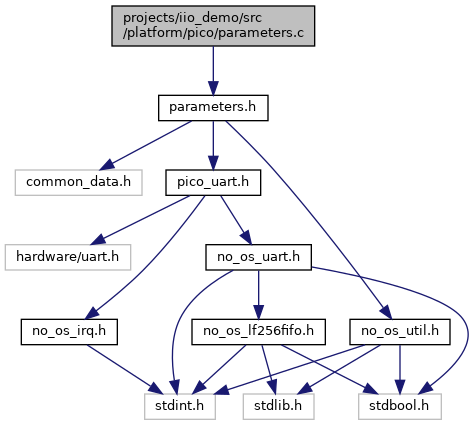 projects/iio_demo/src
/platform/pico/parameters.c
parameters.h
common_data.h
pico_uart.h
hardware/uart.h
no_os_uart.h
no_os_irq.h
no_os_lf256fifo.h
no_os_util.h
stdint.h
stdlib.h
stdbool.h